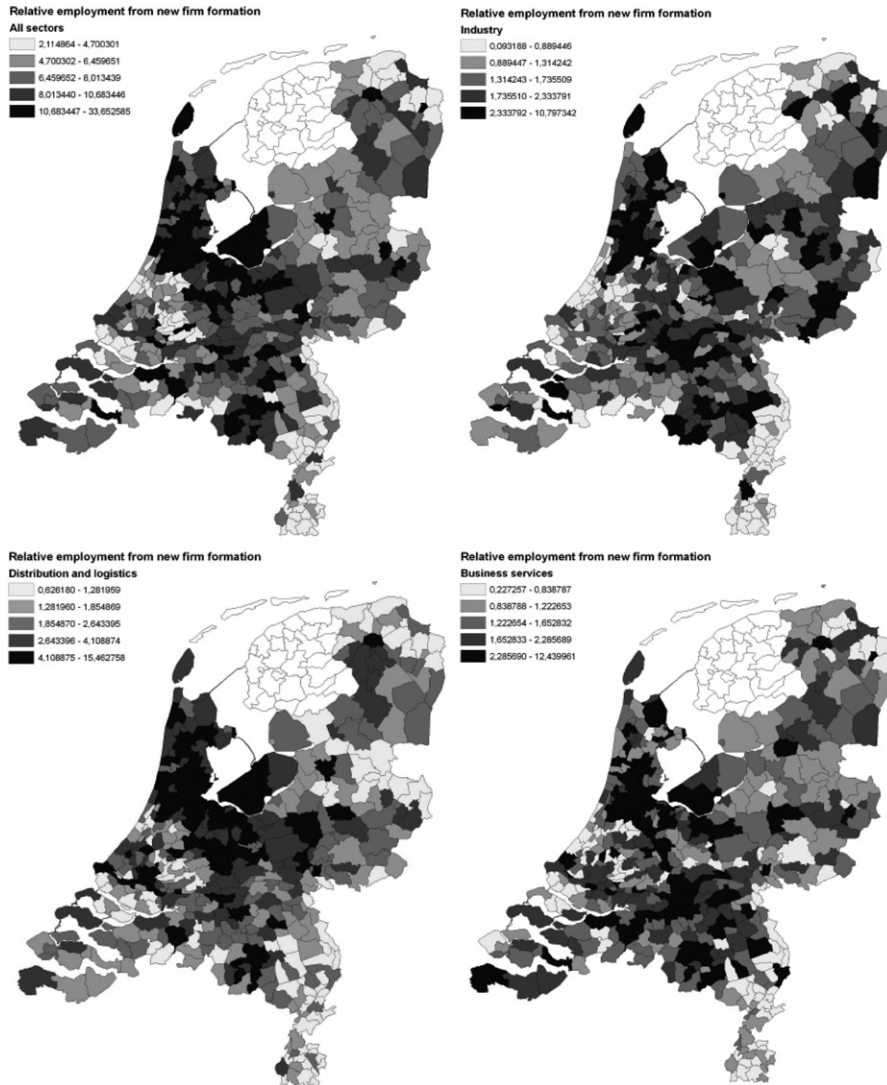 Relative employment from new firm formation
All sectors
2,114864 - 4,700301
4,700302 - 6,459651
6,459652 - 8,013439
8,013440 - 10,683446
10,683447 - 33,652585
Relative employment from new firm formation
Industry
0,093188 - 0,889446
0,889447 - 1,314242
1,314243 - 1,735509
1,735510 - 2,333791
2,333792 - 10,797342
Relative employment from new firm formation
Distribution and logistics
0,626180 - 1,281959
1,281960 - 1,854869
1,854870 - 2,643395
2,643396 - 4,108874
4,108875 - 15,462758
Relative employment from new firm formation
Business services
0,227257 - 0,838787
0,838788 - 1,222653
1,222654 - 1,652832
1,652833 - 2,285689
2,285690 - 12,439961